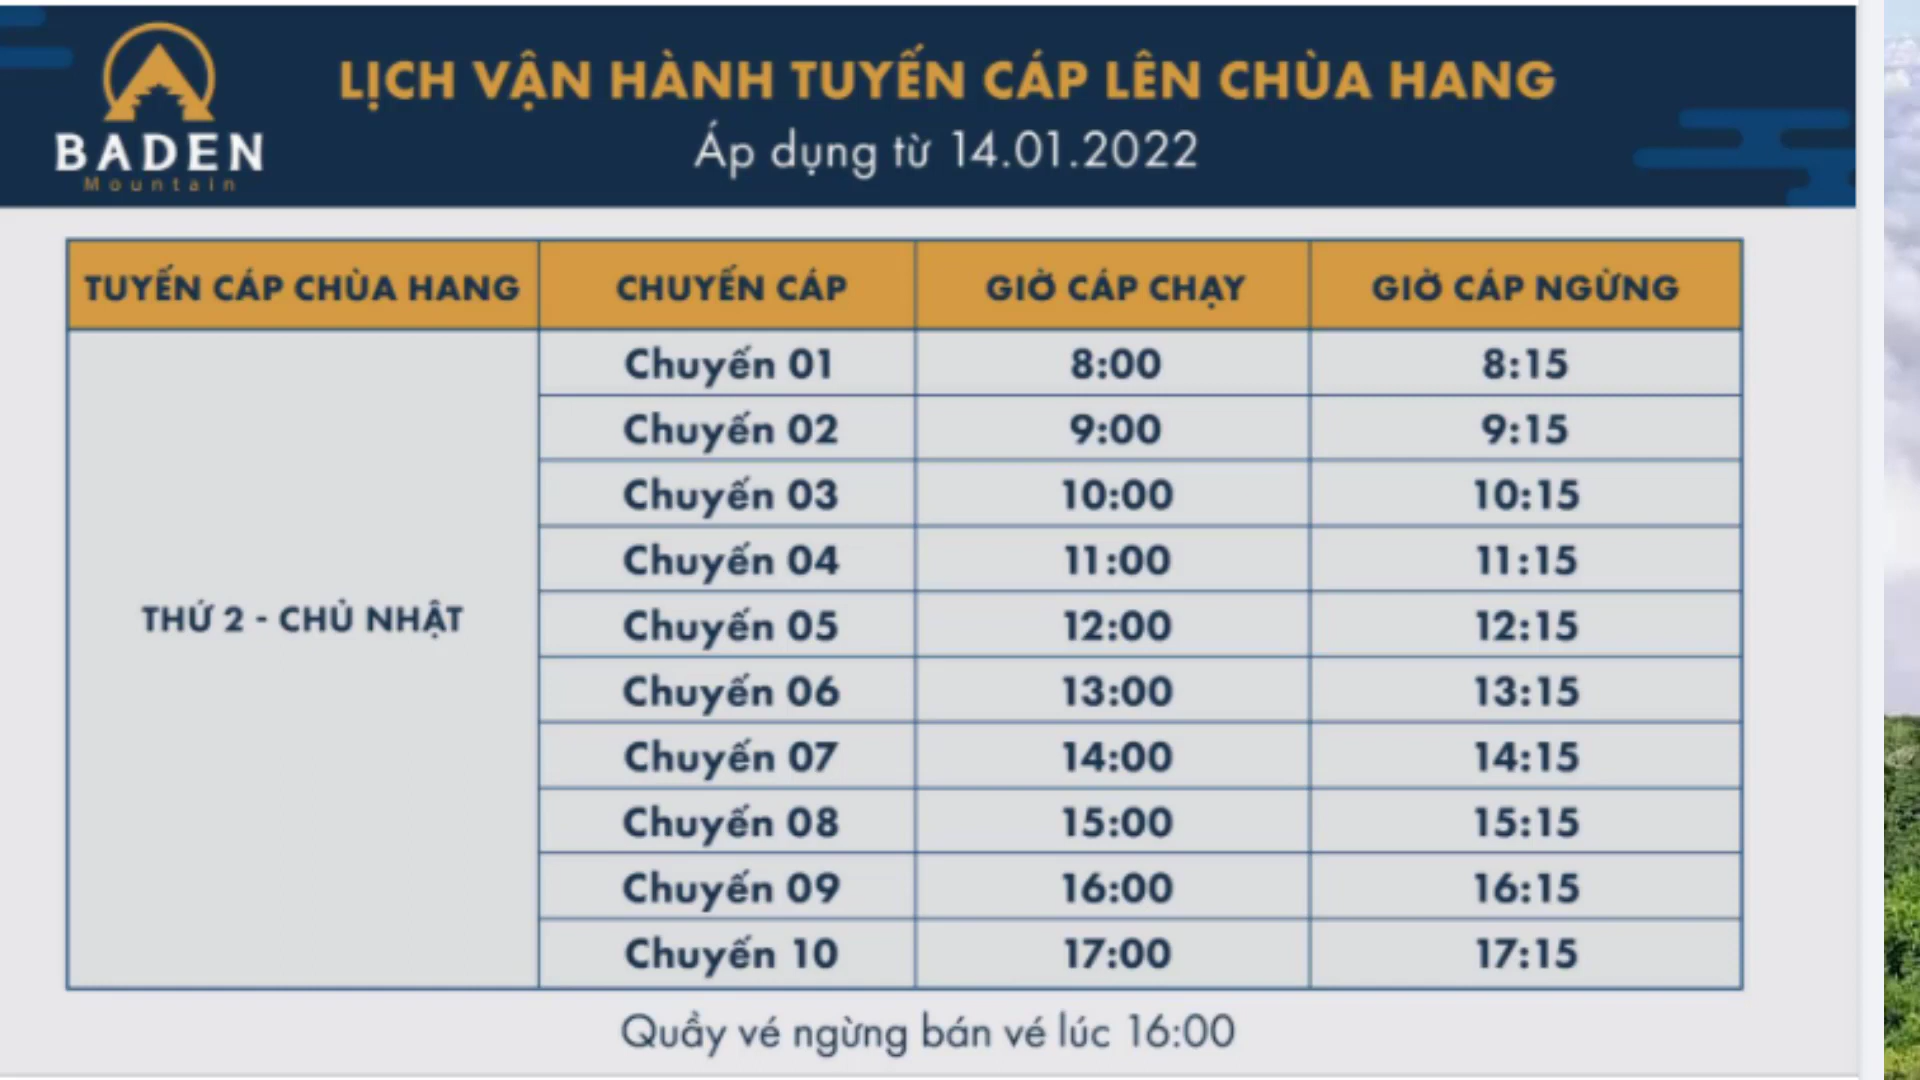 BADEN
Mountain
LỊCH VẬN HÀNH TUYẾN CÁP LÊN CHÙA HANG
Áp dụng từ 14.01.2022
TUYẾN CÁP CHÙA HANG CHUYẾN CÁP GIỜ CÁP CHẠY GIỜ CÁP NGỪNG
Chuyến 01 8:00 8:15
Chuyến 02 9:00 9:15
Chuyến 03 10:00 10:15
Chuyến 04 11:00 11:15
THỨ 2 - CHỦ NHẬT Chuyến 05 12:00 12:15
Chuyến 06 13:00 13:15
Chuyến 07 14:00 14:15
Chuyến 08 15:00 15:15
Chuyến 09 16:00 16:15
Chuyến 10 17:00 17:15
Quầy vé ngừng bán vé lúc 16:00